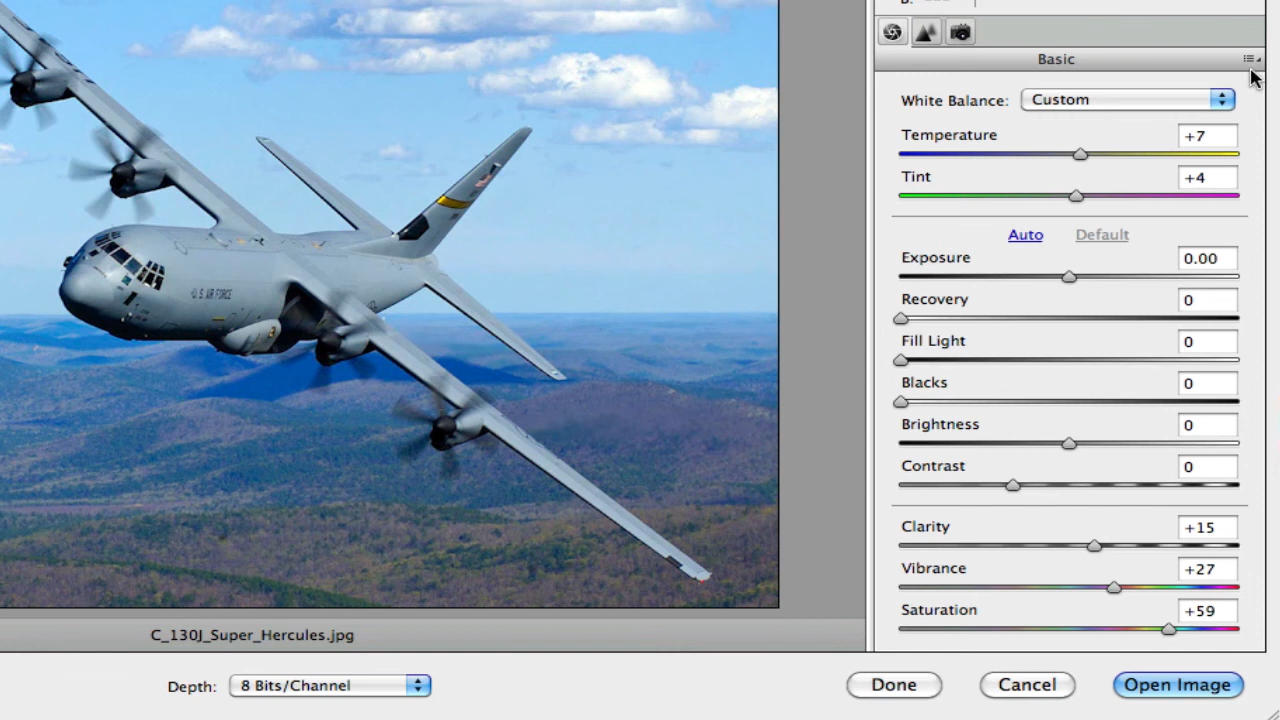 Basic
White Balance: Custom
Temperature +7
Tint +4
Auto Default
Exposure 0.00
Recovery 0
Fill Light 0
Blacks 0
Brightness 0
Contrast 0
Clarity +15
Vibrance +27
Saturation +59
U.S. AIR FORCE
C_130J_Super_Hercules.jpg
Depth: 8 Bits/Channel
Done Cancel Open Image